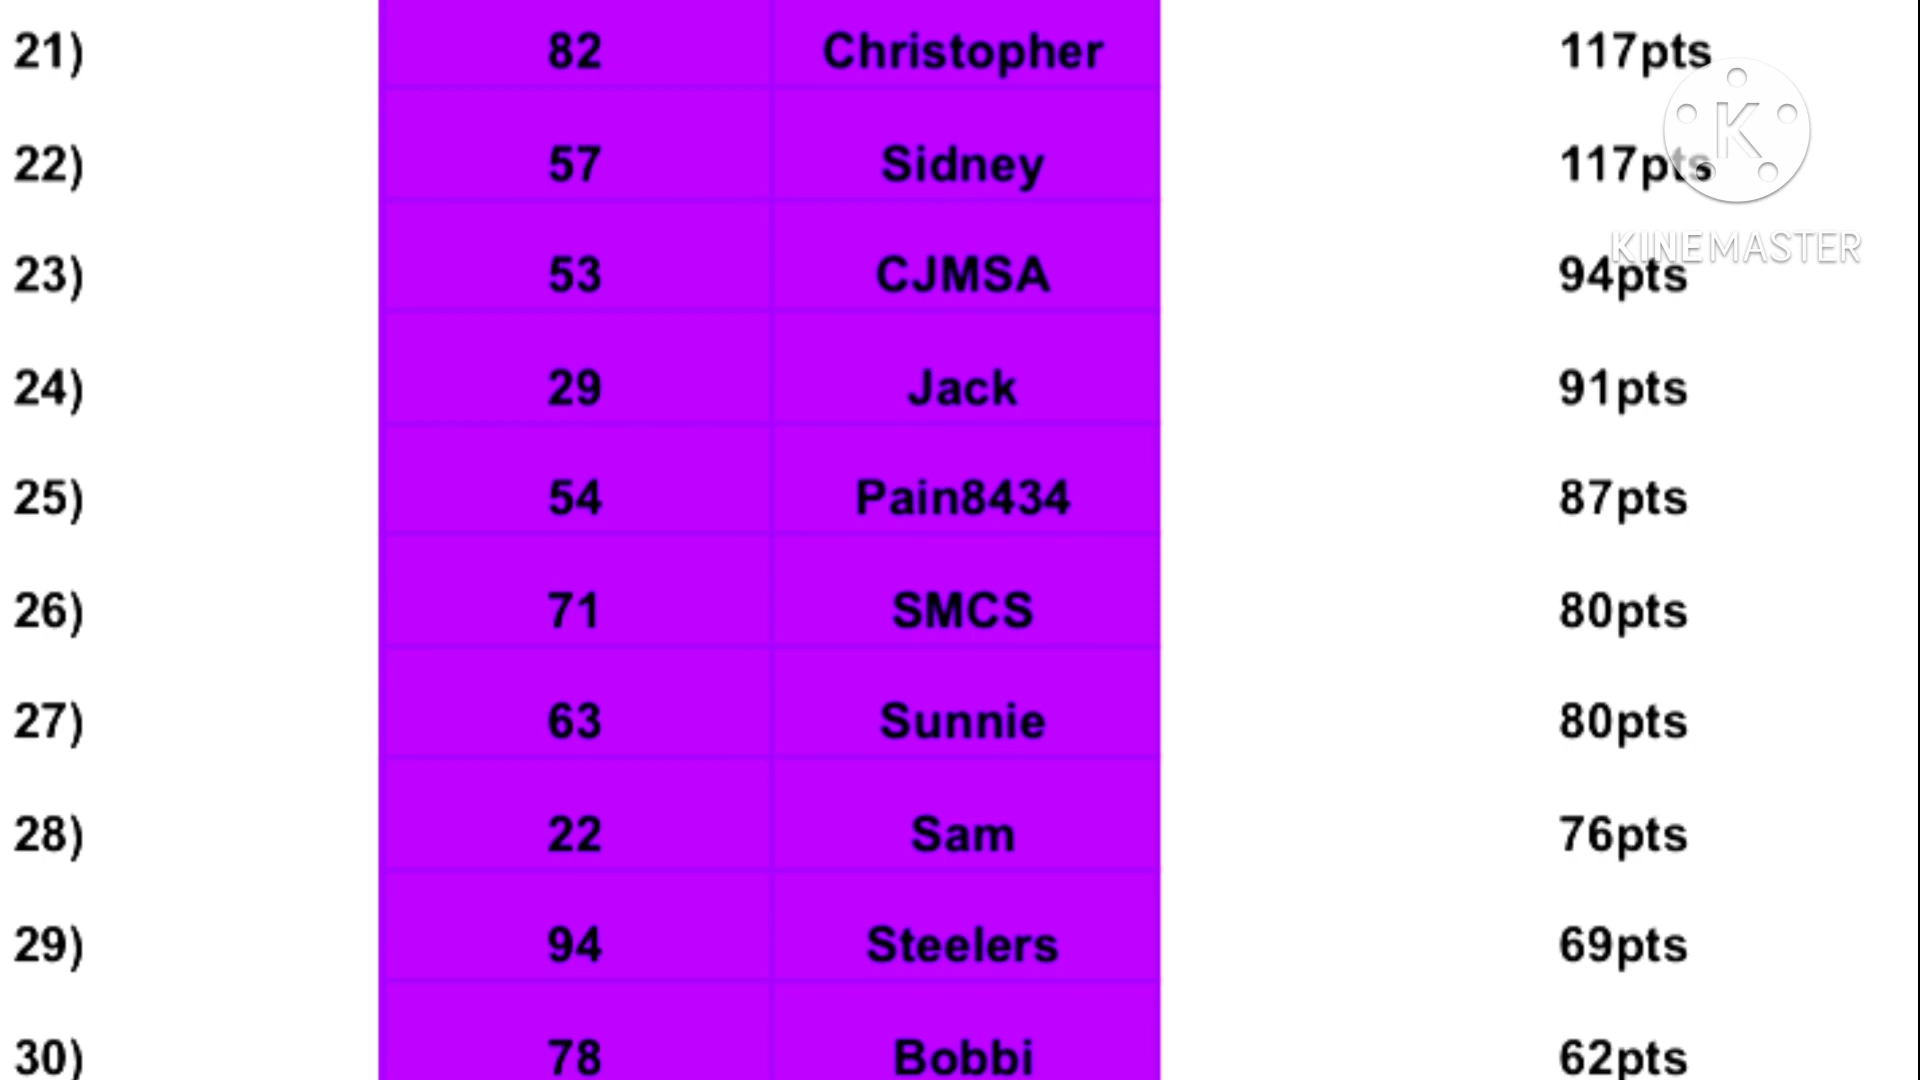 21) 82 Christopher 117pts
22) 57 Sidney 117pts
KINEMASTER
23) 53 CJMSA 94pts
24) 29 Jack 91pts
25) 54 Pain8434 87pts
26) 71 SMCS 80pts
27) 63 Sunnie 80pts
28) 22 Sam 76pts
29) 94 Steelers 69pts
30) 78 Bobbi 62pts